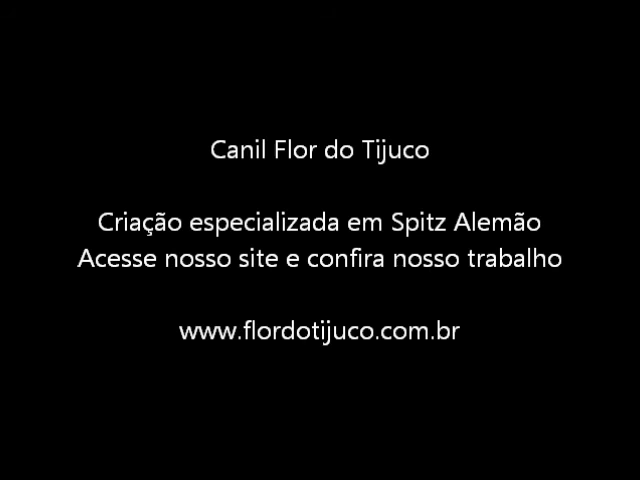 Canil Flor do Tijuco
Criação especializada em Spitz Alemão
Acesse nosso site e confira nosso trabalho
www.flordotijuco.com.br